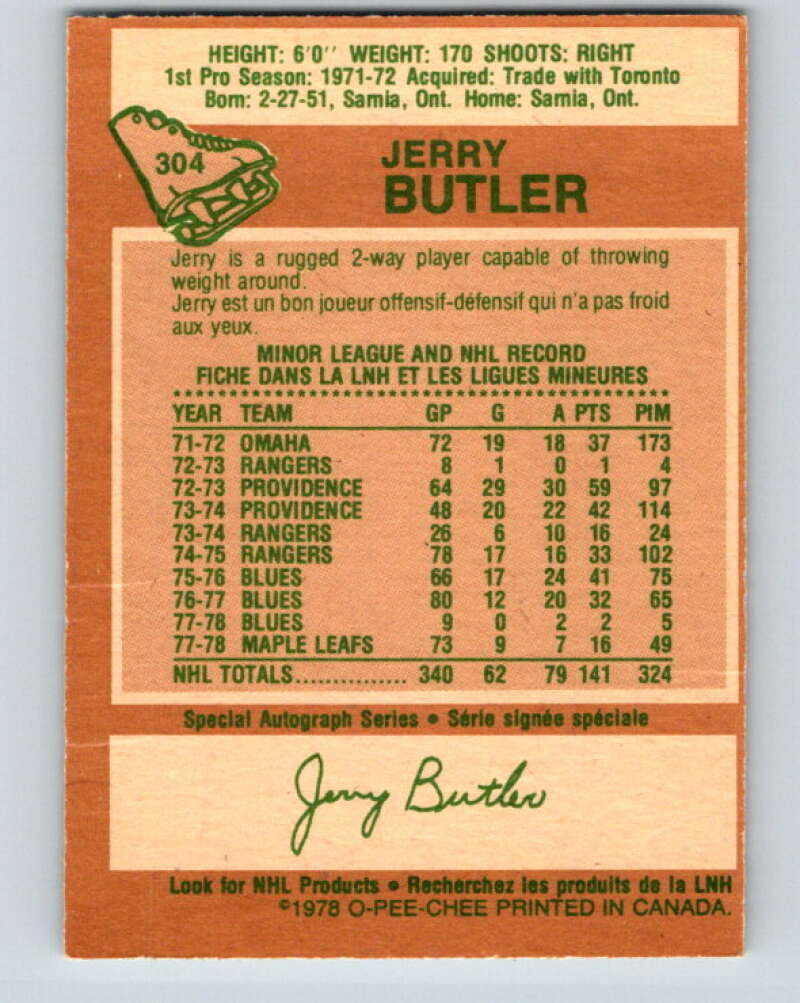 HEIGHT: 6'0'' WEIGHT: 170 SHOOTS: RIGHT
1st Pro Season: 1971-72 Acquired: Trade with Toronto
Born: 2-27-51, Sarnia, Ont. Home: Sarnia, Ont.
304
JERRY
BUTLER
Jerry is a rugged 2-way player capable of throwing
weight around.
Jerry est un bon joueur offensif-défensif qui n'a pas froid
aux yeux.
MINOR LEAGUE AND NHL RECORD
FICHE DANS LA LNH ET LES LIGUES MINEURES
YEAR TEAM GP G A PTS PIM
71-72 OMAHA 72 19 18 37 173
72-73 RANGERS 8 1 0 1 4
72-73 PROVIDENCE 64 29 30 59 97
73-74 PROVIDENCE 48 20 22 42 114
73-74 RANGERS 26 6 10 16 24
74-75 RANGERS 78 17 16 33 102
75-76 BLUES 66 17 24 41 75
76-77 BLUES 80 12 20 32 65
77-78 BLUES 9 0 2 2 5
77-78 MAPLE LEAFS 73 9 7 16 49
NHL TOTALS............... 340 62 79 141 324
Special Autograph Series • Série signée spéciale
Jerry Butler
Look for NHL Products • Recherchez les produits de la LNH
©1978 O-PEE-CHEE PRINTED IN CANADA.